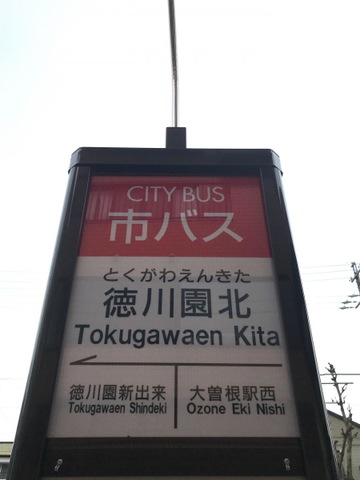 CITY BUS
市バス
とくがわえんきた
徳川園北
Tokugawaen Kita
徳川園新出来
Tokugawaen Shindeki
大曽根駅西
Ozone Eki Nishi